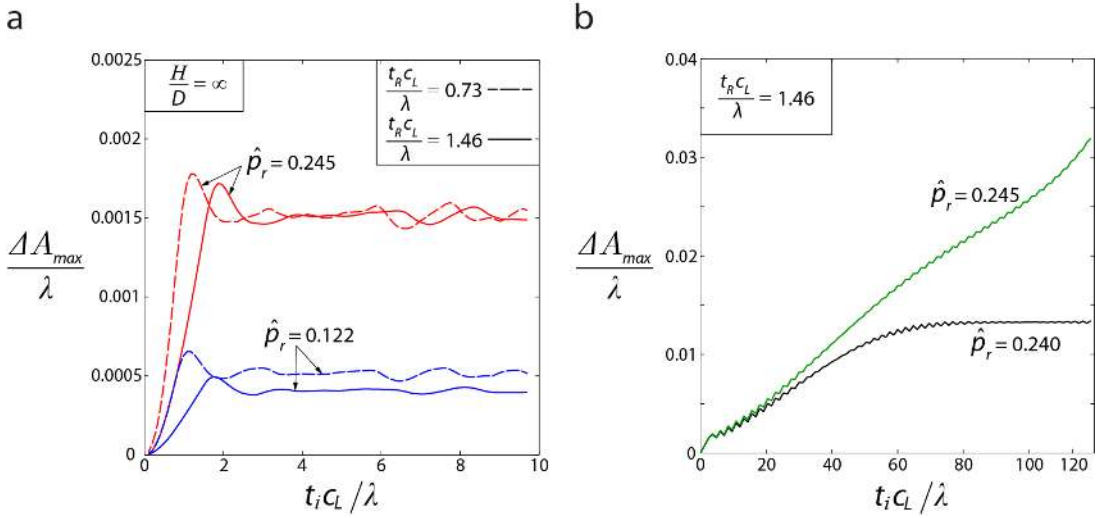 a
0.0025
0.002
0.0015
0.001
0.0005
0
H/D = ∞
t_R c_L/λ = 0.73
t_R c_L/λ = 1.46
p̂_r = 0.245
p̂_r = 0.122
ΔA_max/λ
0 2 4 6 8 10
t_i c_L/λ
b
0.04
0.03
0.02
0.01
0
t_R c_L/λ = 1.46
p̂_r = 0.245
p̂_r = 0.240
ΔA_max/λ
0 20 40 60 80 100 120
t_i c_L/λ